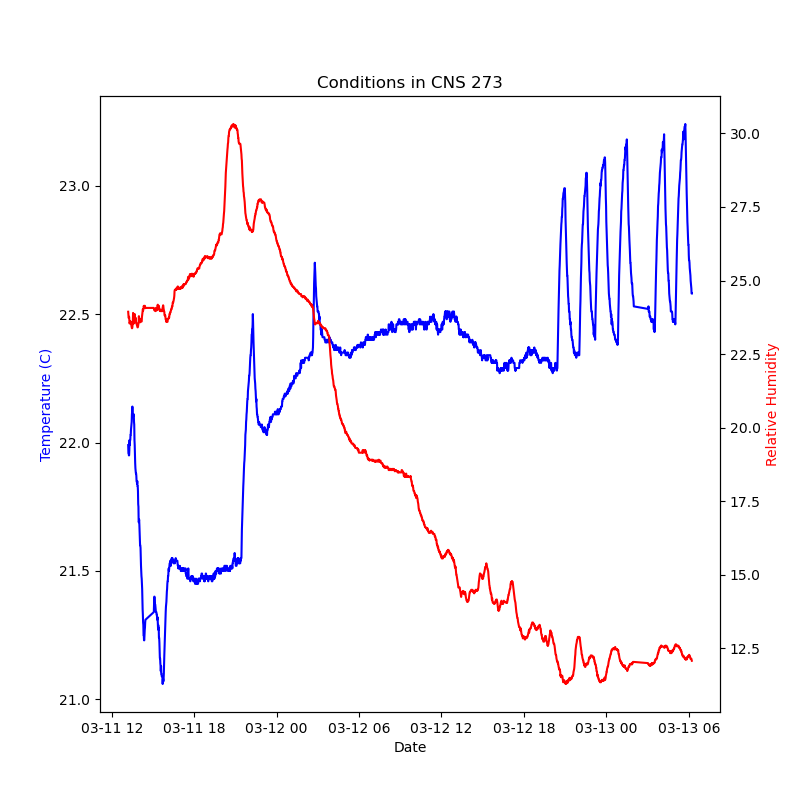 Conditions in CNS 273
23.0
22.5
22.0
21.5
21.0
Temperature (C)
30.0
27.5
25.0
22.5
20.0
17.5
15.0
12.5
Relative Humidity
03-11 12 03-11 18 03-12 00 03-12 06 03-12 12 03-12 18 03-13 00 03-13 06
Date